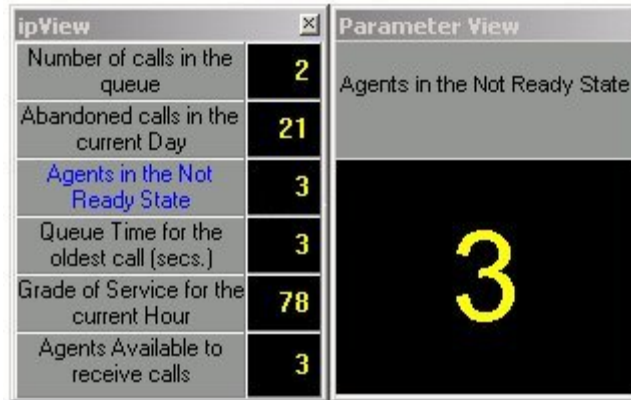 ipView
Number of calls in the
queue
2
Abandoned calls in the
current Day
21
Agents in the Not
Ready State
3
Queue Time for the
oldest call (secs.)
3
Grade of Service for the
current Hour
78
Agents Available to
receive calls
3
Parameter View
Agents in the Not Ready State
3